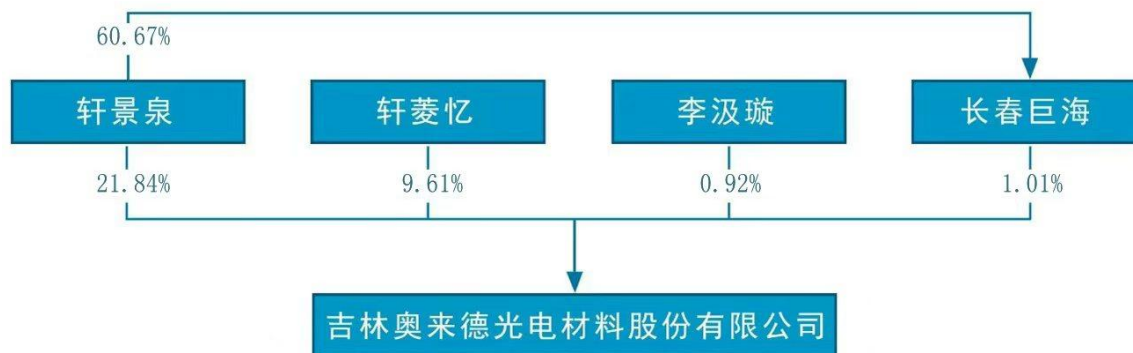 60.67%
轩景泉
轩菱忆
李汲璇
长春巨海
21.84%
9.61%
0.92%
1.01%
吉林奥来德光电材料股份有限公司